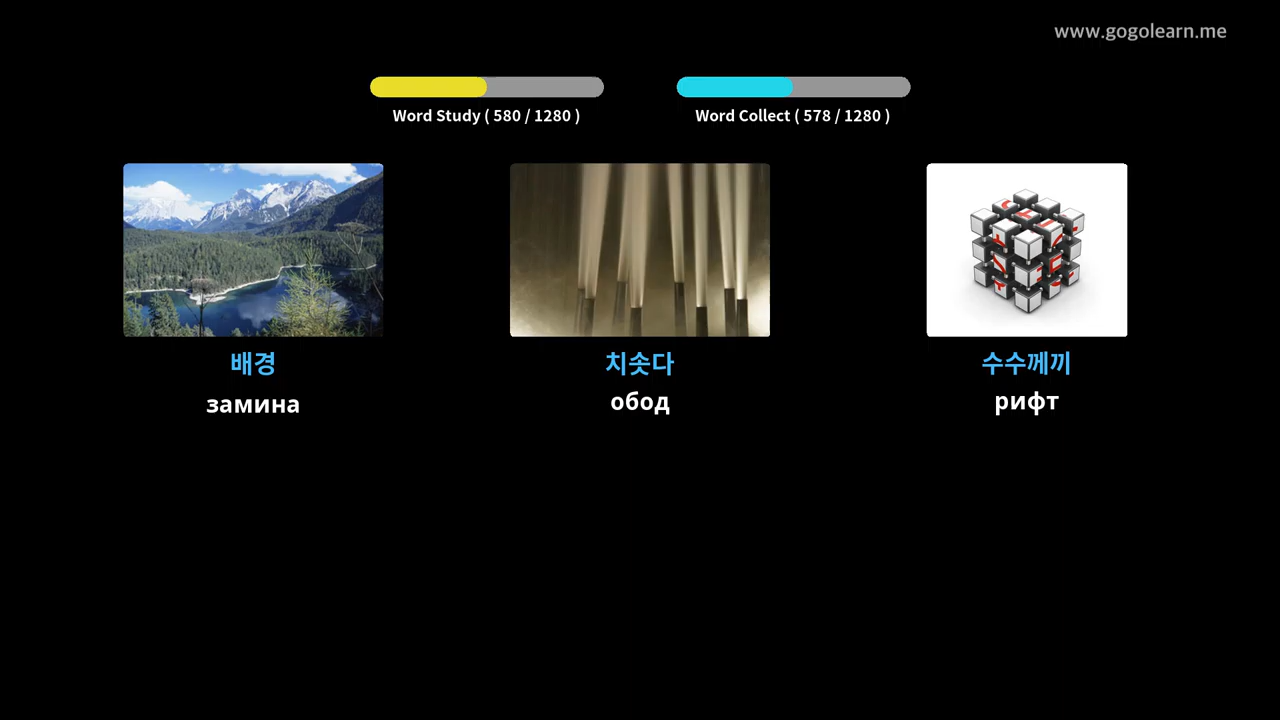 www.gogolearn.me
Word Study ( 580 / 1280 )
Word Collect ( 578 / 1280 )
배경
замина
치솟다
обод
수수께끼
рифт